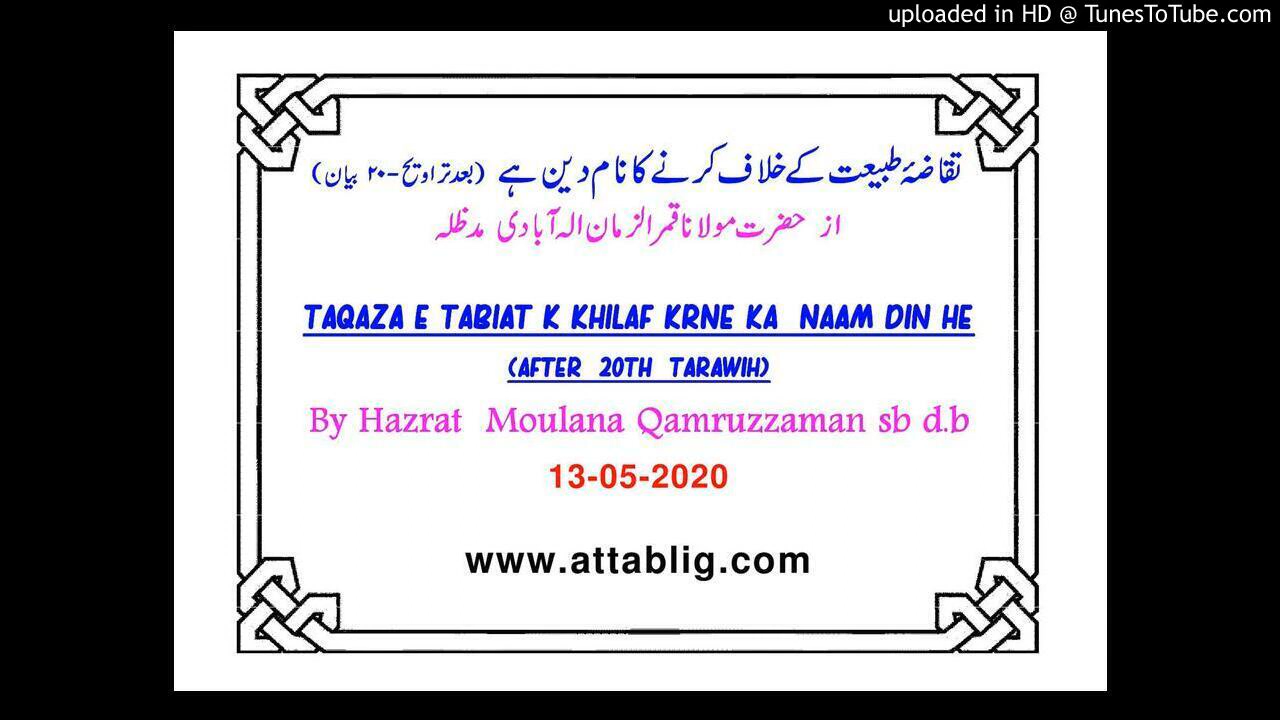 uploaded in HD @ TunesToTube.com
تقاضۂ طبیعت کے خلاف کرنے کا نام دین ہے (بعد تراویح-۲۰ بیان)
از حضرت مولانا قمر الزمان الہ آبادی مدظلہ
TAQAZA E TABIAT K KHILAF KRNE KA NAAM DIN HE
(AFTER 20TH TARAWIH)
By Hazrat Moulana Qamruzzaman sb d.b
13-05-2020
www.attablig.com